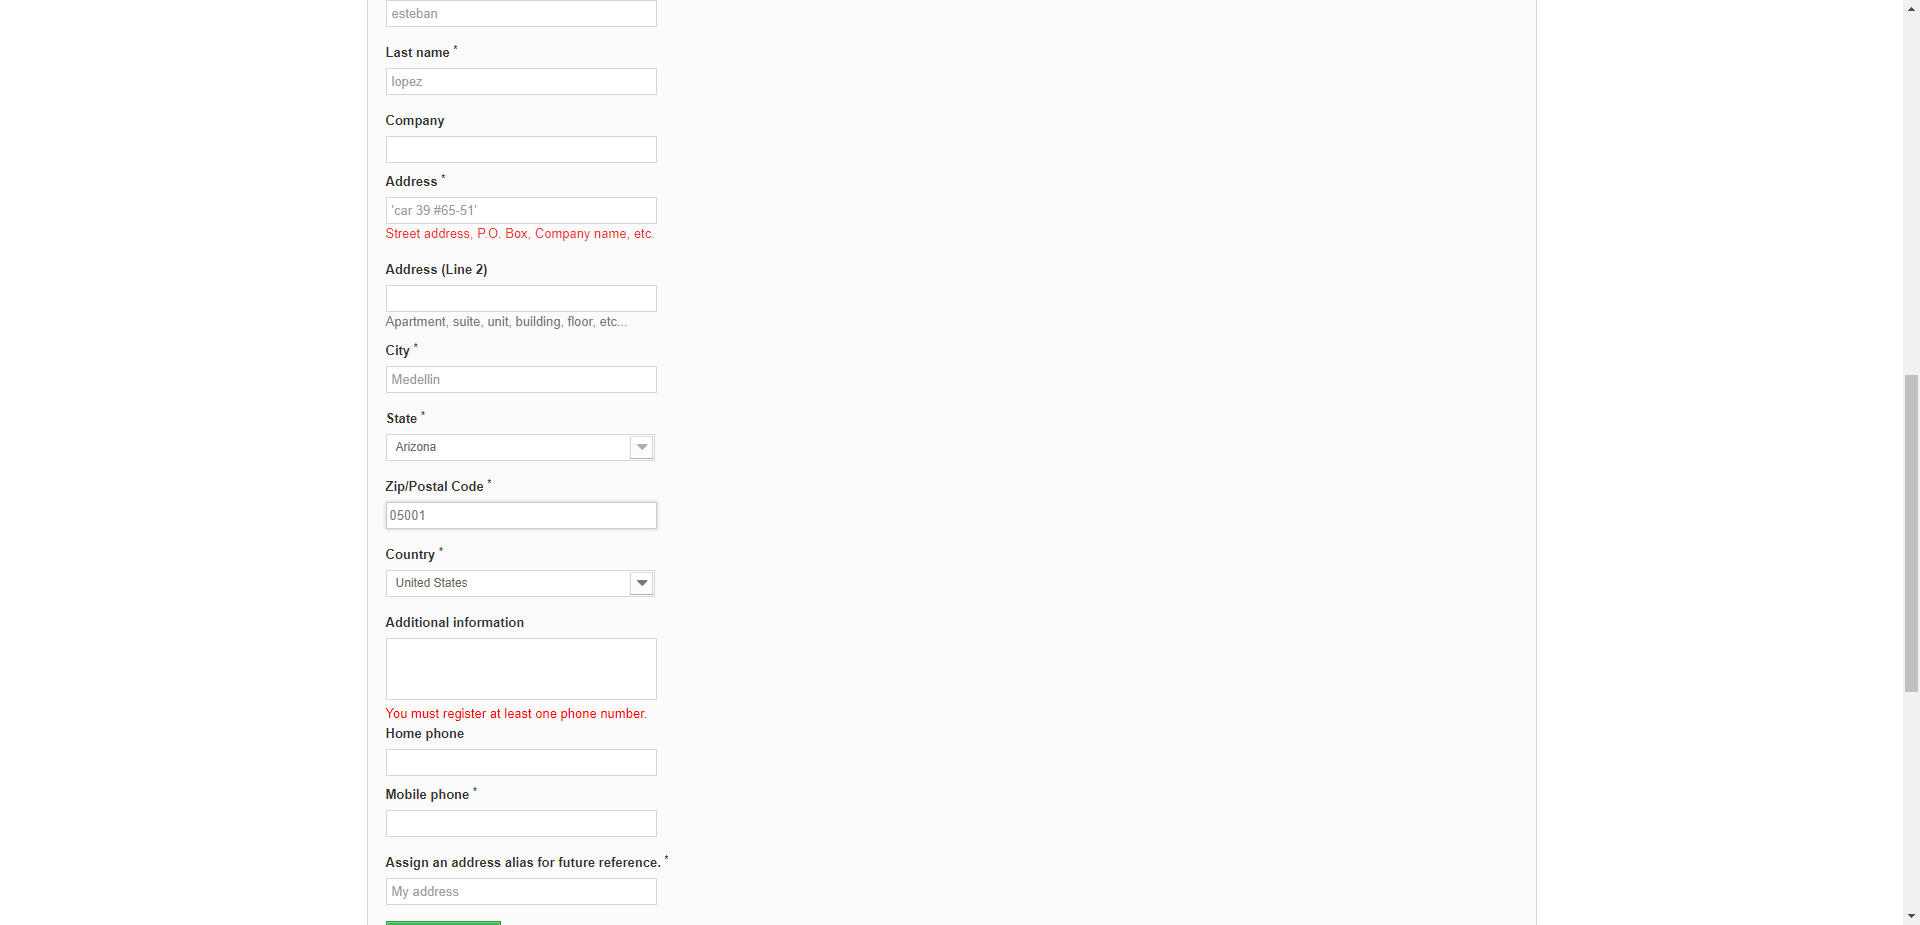 esteban
Last name *
lopez
Company
Address *
'car 39 #65-51'
Street address, P.O. Box, Company name, etc.
Address (Line 2)
Apartment, suite, unit, building, floor, etc...
City *
Medellin
State *
Arizona
Zip/Postal Code *
05001
Country *
United States
Additional information
You must register at least one phone number.
Home phone
Mobile phone *
Assign an address alias for future reference. *
My address